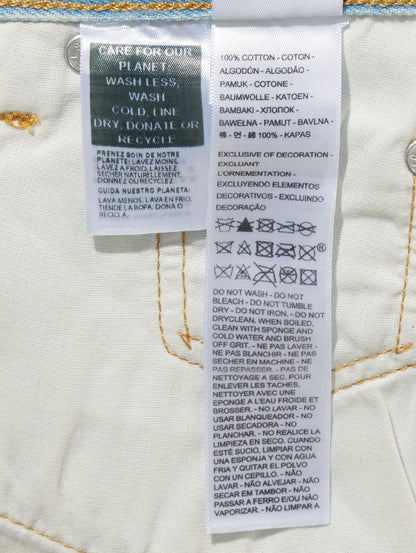 CARE FOR OUR
PLANET:
WASH LESS,
WASH
COLD, LINE
DRY, DONATE OR
RECYCLE
PRENEZ SOIN DE NOTRE
PLANÈTE: LAVEZ MOINS,
LAVEZ A FROID, LAISSEZ
SECHER NATURELLEMENT,
DONNEZ OU RECYCLEZ
CUIDA NUESTRO PLANETA:
LAVA MENOS, LAVA EN FRIO,
TIENDE LA ROPA, DONA O
RECICLA
100% COTTON - COTON -
ALGODÓN - ALGODÃO -
PAMUK - COTONE -
BAUMWOLLE - KATOEN -
BAMBAKI - ХЛОПОК -
BAWEŁNA - PAMUT - BAVLNA -
棉 - 면 - 綿 100% - KAPAS
EXCLUSIVE OF DECORATION -
EXCLUANT
L'ORNEMENTATION -
EXCLUYENDO ELEMENTOS
DECORATIVOS - EXCLUINDO
DECORAÇÃO
®
DO NOT WASH - DO NOT
BLEACH - DO NOT TUMBLE
DRY - DO NOT IRON, - DO NOT
DRYCLEAN. WHEN SOILED,
CLEAN WITH SPONGE AND
COLD WATER AND BRUSH
OFF GRIT. - NE PAS LAVER -
NE PAS BLANCHIR - NE PAS
SECHER EN MACHINE - NE
PAS REPASSER. - NE PAS
NETTOYAGE A SEC. POUR
ENLEVER LES TACHES,
NETTOYER AVEC UNE
EPONGE A L'EAU FROIDE ET
BROSSER. - NO LAVAR - NO
USAR BLANQUEADOR - NO
USAR SECADORA - NO
PLANCHAR. - NO REALICE LA
LIMPIEZA EN SECO. CUANDO
ESTÉ SUCIO, LIMPIAR CON
UNA ESPONJA Y CON AGUA
FRIA Y QUITAR EL POLVO
CON UN CEPILLO. - NÃO
LAVAR - NÃO ALVEJAR - NÃO
SECAR EM TAMBOR - NÃO
PASSAR A FERRO E/OU NÃO
VAPORIZAR. - NÃO LIMPAR A